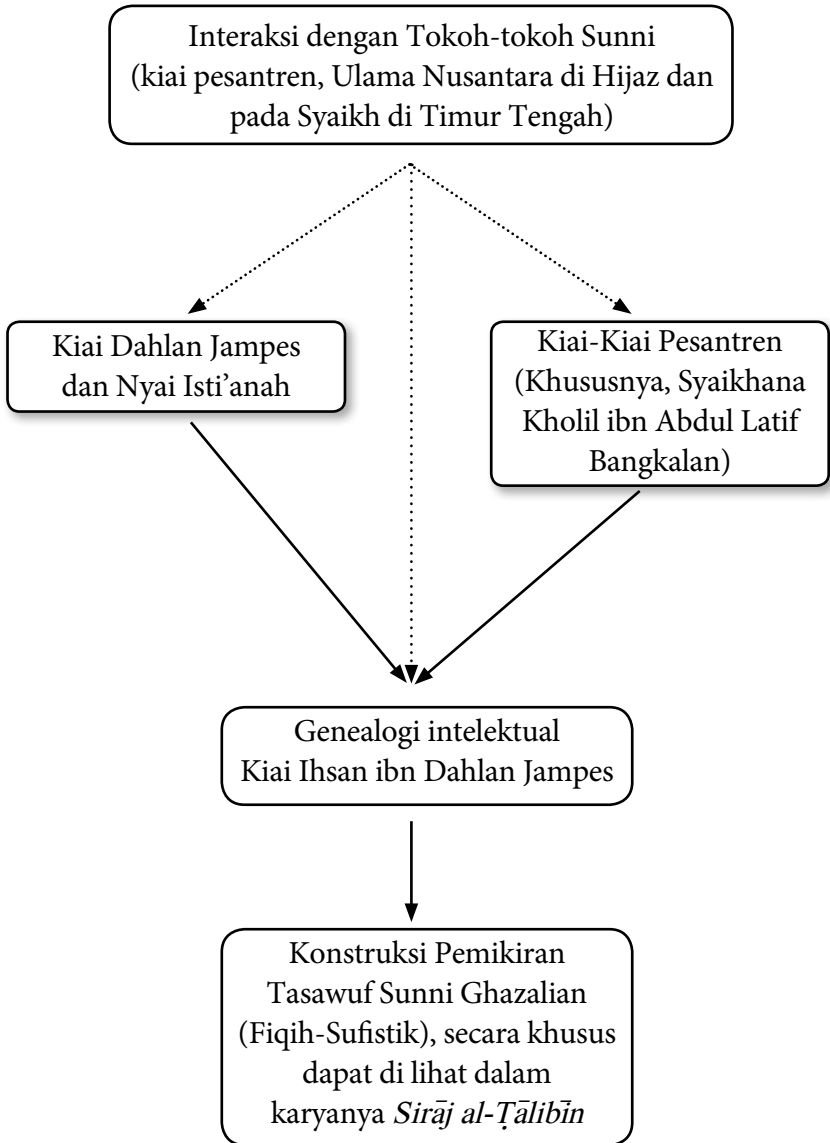 Interaksi dengan Tokoh-tokoh Sunni
(kiai pesantren, Ulama Nusantara di Hijaz dan
pada Syaikh di Timur Tengah)
Kiai Dahlan Jampes
dan Nyai Isti’anah
Kiai-Kiai Pesantren
(Khususnya, Syaikhana
Kholil ibn Abdul Latif
Bangkalan)
Genealogi intelektual
Kiai Ihsan ibn Dahlan Jampes
Konstruksi Pemikiran
Tasawuf Sunni Ghazalian
(Fiqih-Sufistik), secara khusus
dapat di lihat dalam
karyanya Sirāj al-Ṭālibīn